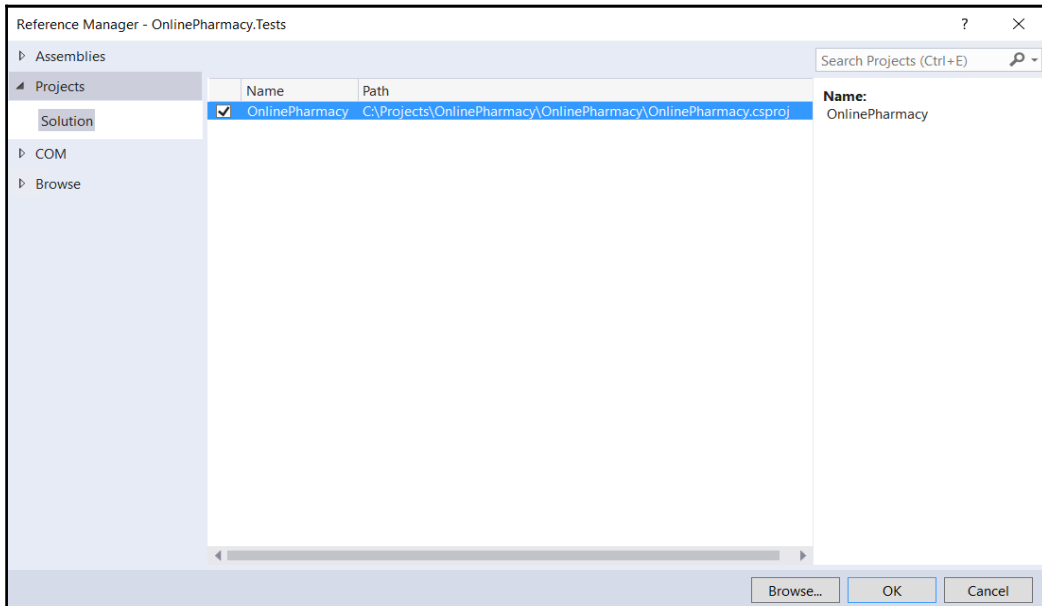 Reference Manager - OnlinePharmacy.Tests ? ×
Assemblies
Search Projects (Ctrl+E)
Projects
Solution
COM
Browse
Name Path
OnlinePharmacy C:\Projects\OnlinePharmacy\OnlinePharmacy\OnlinePharmacy.csproj
Name:
OnlinePharmacy
Browse... OK Cancel